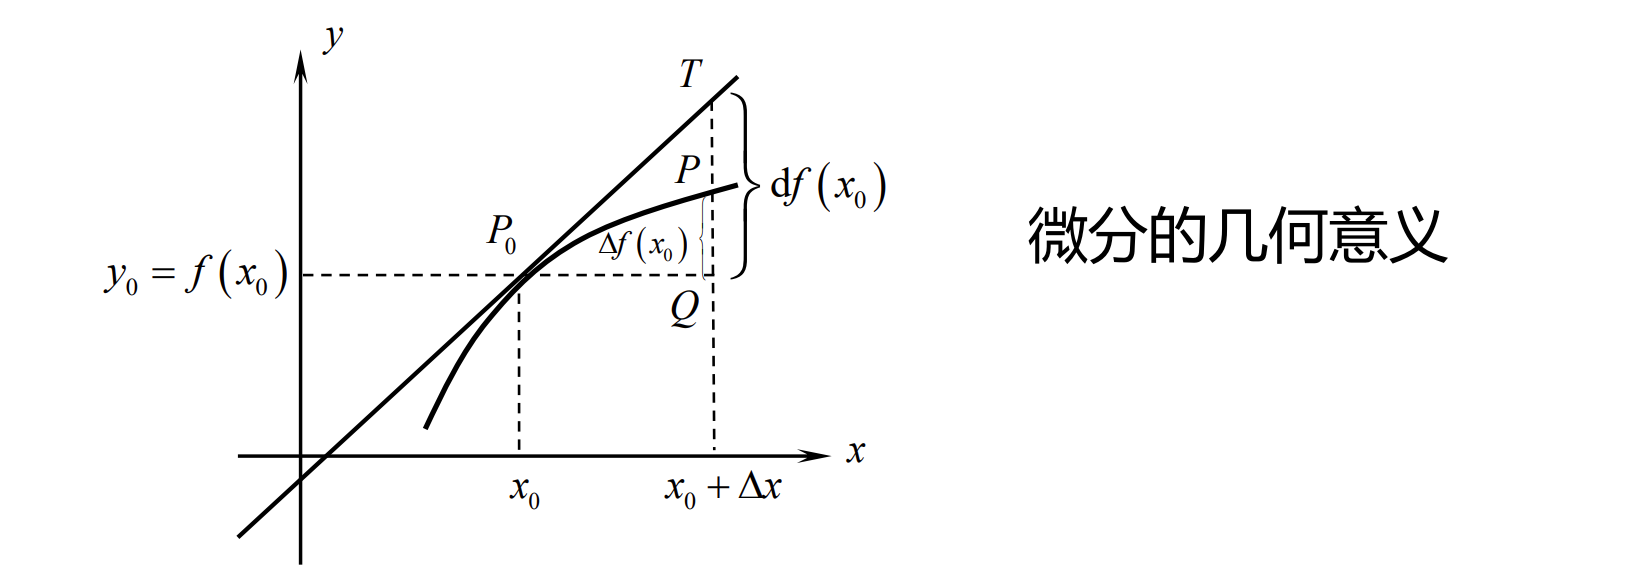 y
T
P
df(x₀)
P₀
Δf(x₀)
y₀ = f(x₀)
Q
x
x₀
x₀ + Δx
微分的几何意义